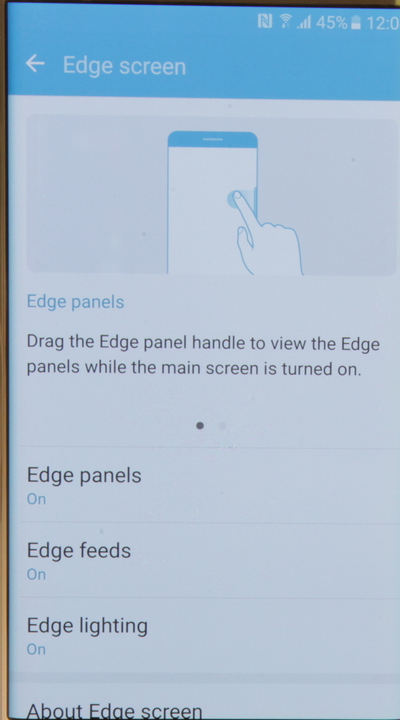 45% 12:0
Edge screen
Edge panels
Drag the Edge panel handle to view the Edge
panels while the main screen is turned on.
Edge panels
On
Edge feeds
On
Edge lighting
On
About Edge screen